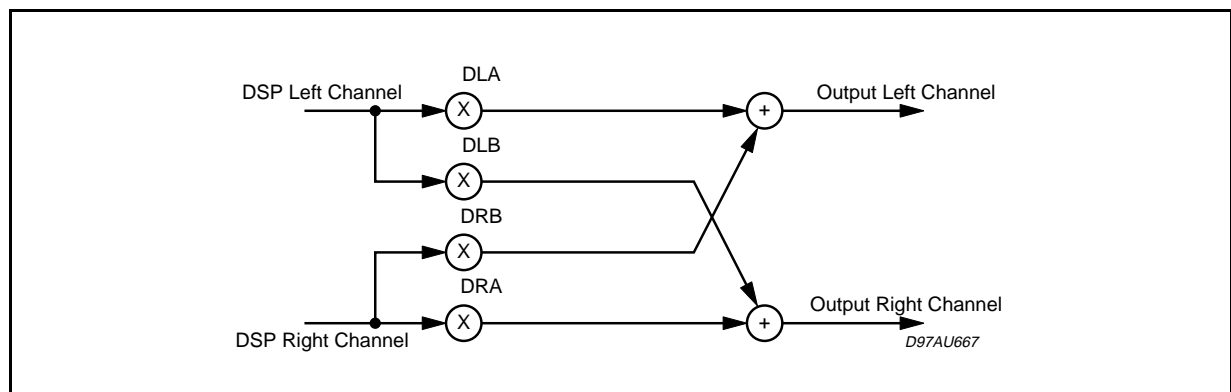 DLA
DSP Left Channel
X
+
Output Left Channel
DLB
X
DRB
X
DRA
DSP Right Channel
X
+
Output Right Channel
D97AU667